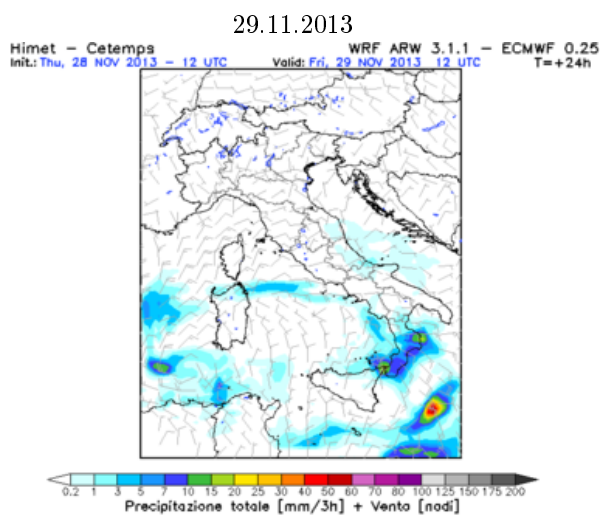 29.11.2013
Himet - Cetemps WRF ARW 3.1.1 - ECMWF 0.25
Init.: Thu, 28 NOV 2013 - 12 UTC Valid: Fri, 29 NOV 2013 12 UTC T=+24h
0.2 1 3 5 7 10 15 20 25 30 40 50 60 70 80 100 125 150 175 200
Precipitazione totale [mm/3h] + Vento [nodi]